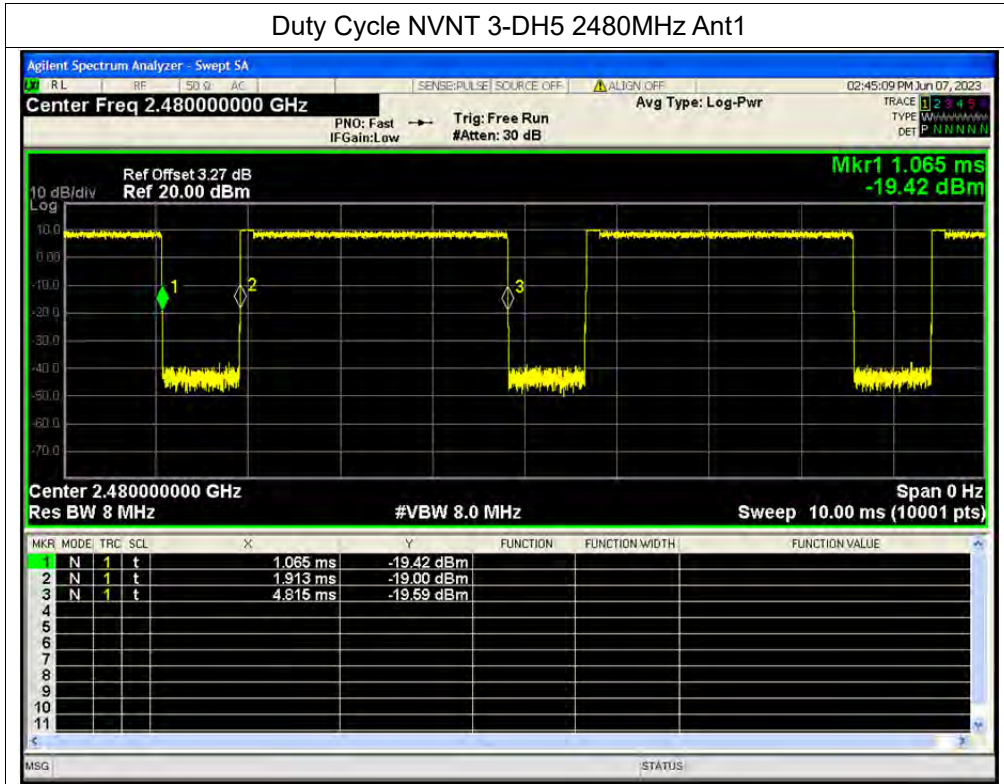 Duty Cycle NVNT 3-DH5 2480MHz Ant1
Agilent Spectrum Analyzer - Swept SA
RL RF 50 Ω AC SENSE:PULSE SOURCE OFF ALIGN OFF 02:45:09 PM Jun 07, 2023
Center Freq 2.480000000 GHz Avg Type: Log-Pwr TRACE 1 2 3 4 5 6
PNO: Fast Trig: Free Run TYPE W
IFGain:Low #Atten: 30 dB DET P N N N N N
Mkr1 1.065 ms
Ref Offset 3.27 dB
10 dB/div Ref 20.00 dBm -19.42 dBm
Log
10.0
0.00
-10.0
-20.0
-30.0
-40.0
-50.0
-60.0
-70.0
1 2 3
Center 2.480000000 GHz Span 0 Hz
Res BW 8 MHz #VBW 8.0 MHz Sweep 10.00 ms (10001 pts)
MKR MODE TRC SCL X Y FUNCTION FUNCTION WIDTH FUNCTION VALUE
1 N 1 t 1.065 ms -19.42 dBm
2 N 1 t 1.913 ms -19.00 dBm
3 N 1 t 4.815 ms -19.59 dBm
4
5
6
7
8
9
10
11
MSG STATUS